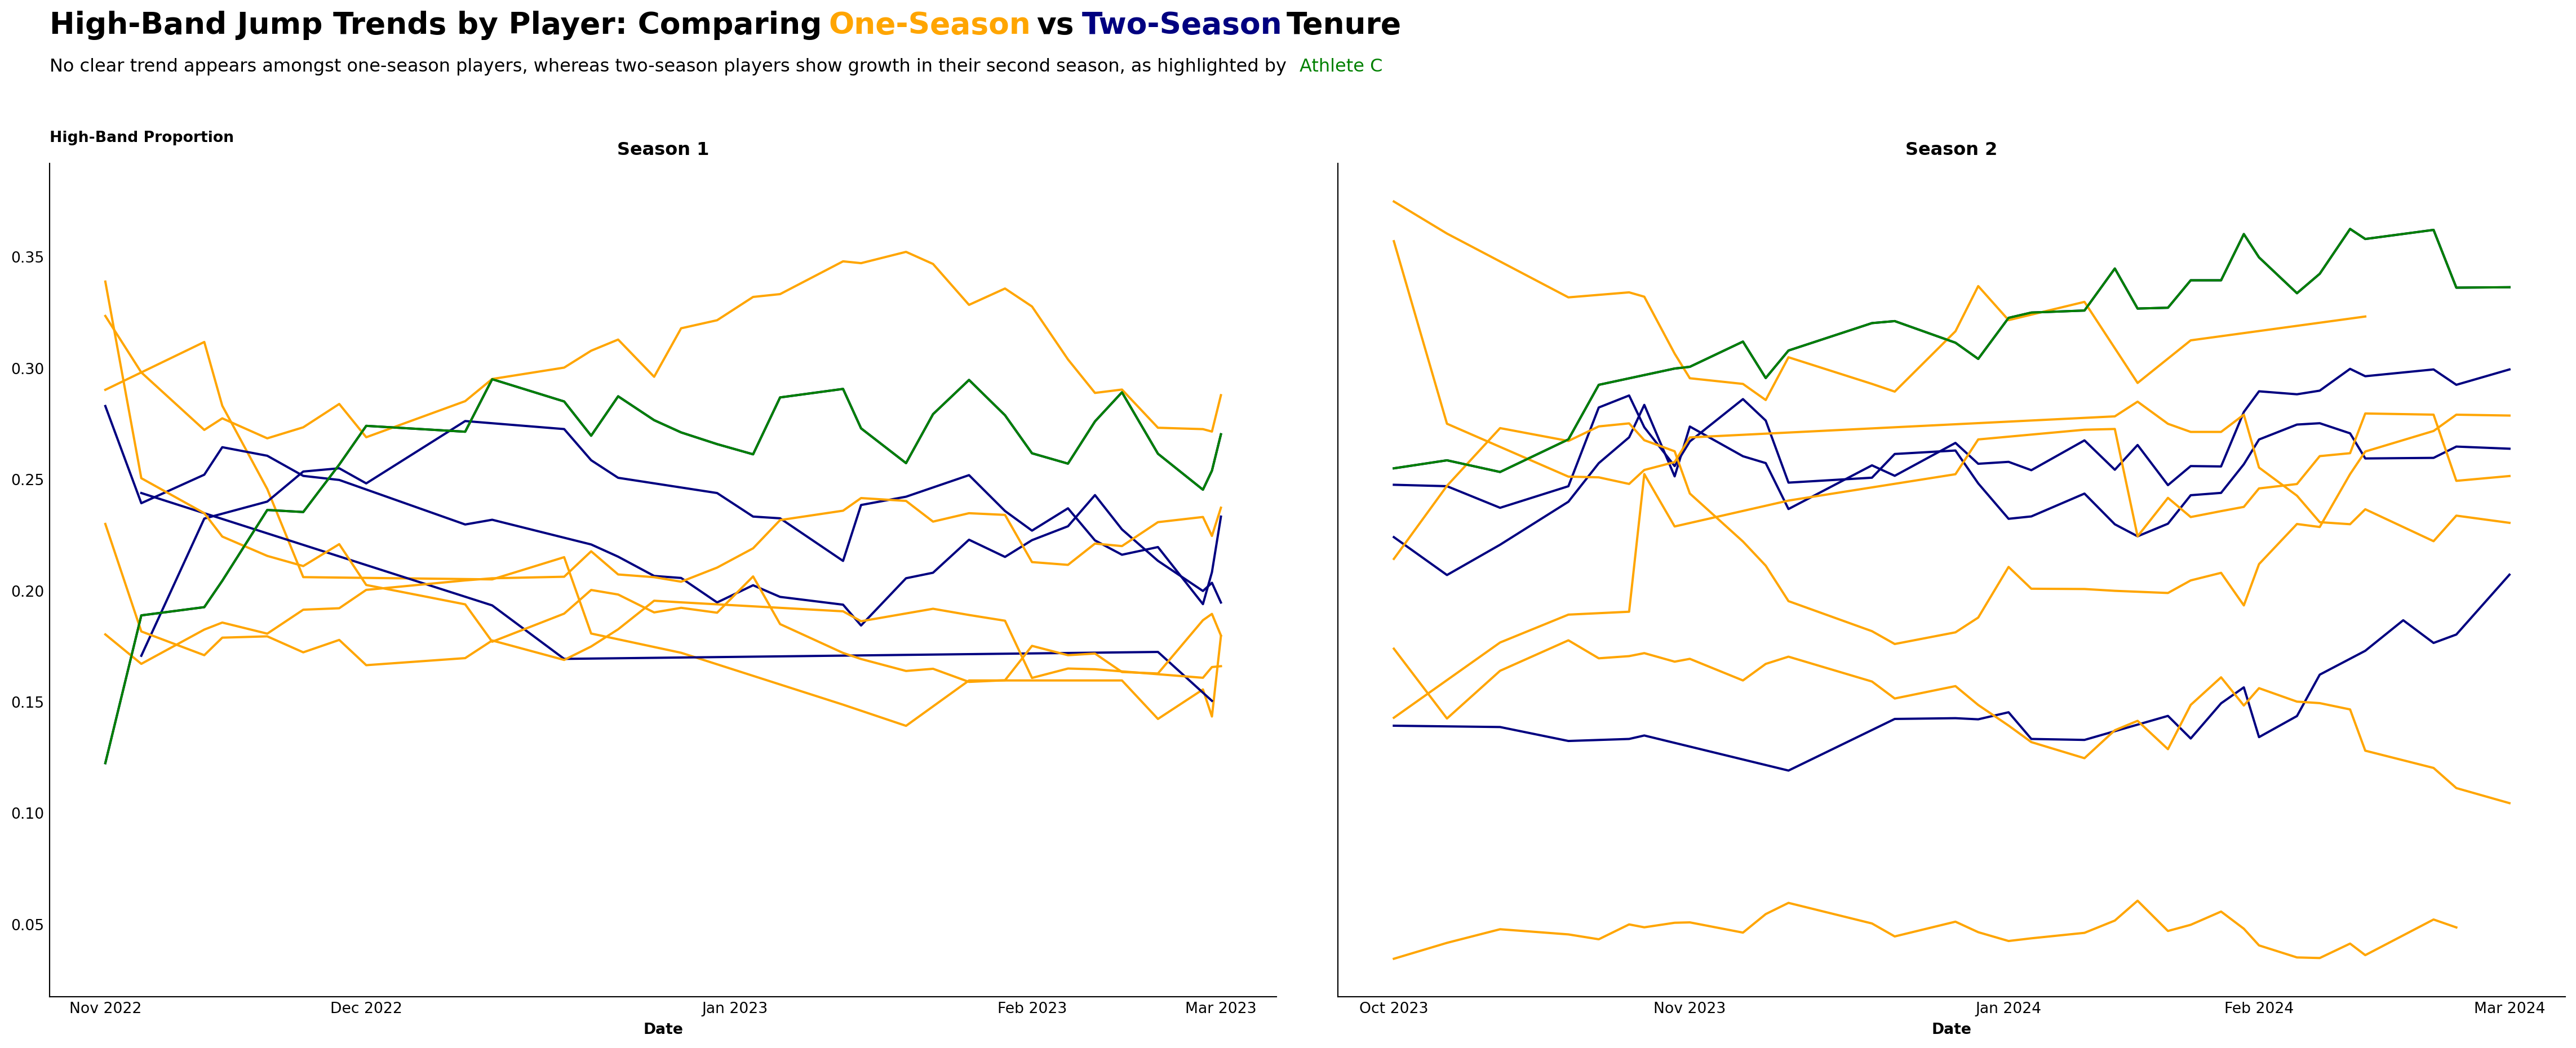 High-Band Jump Trends by Player: Comparing One-Season vs Two-Season Tenure
No clear trend appears amongst one-season players, whereas two-season players show growth in their second season, as highlighted by Athlete C
High-Band Proportion
Season 1
Season 2
0.35
0.30
0.25
0.20
0.15
0.10
0.05
Nov 2022 Dec 2022 Jan 2023 Feb 2023 Mar 2023
Oct 2023 Nov 2023 Jan 2024 Feb 2024 Mar 2024
Date
Date